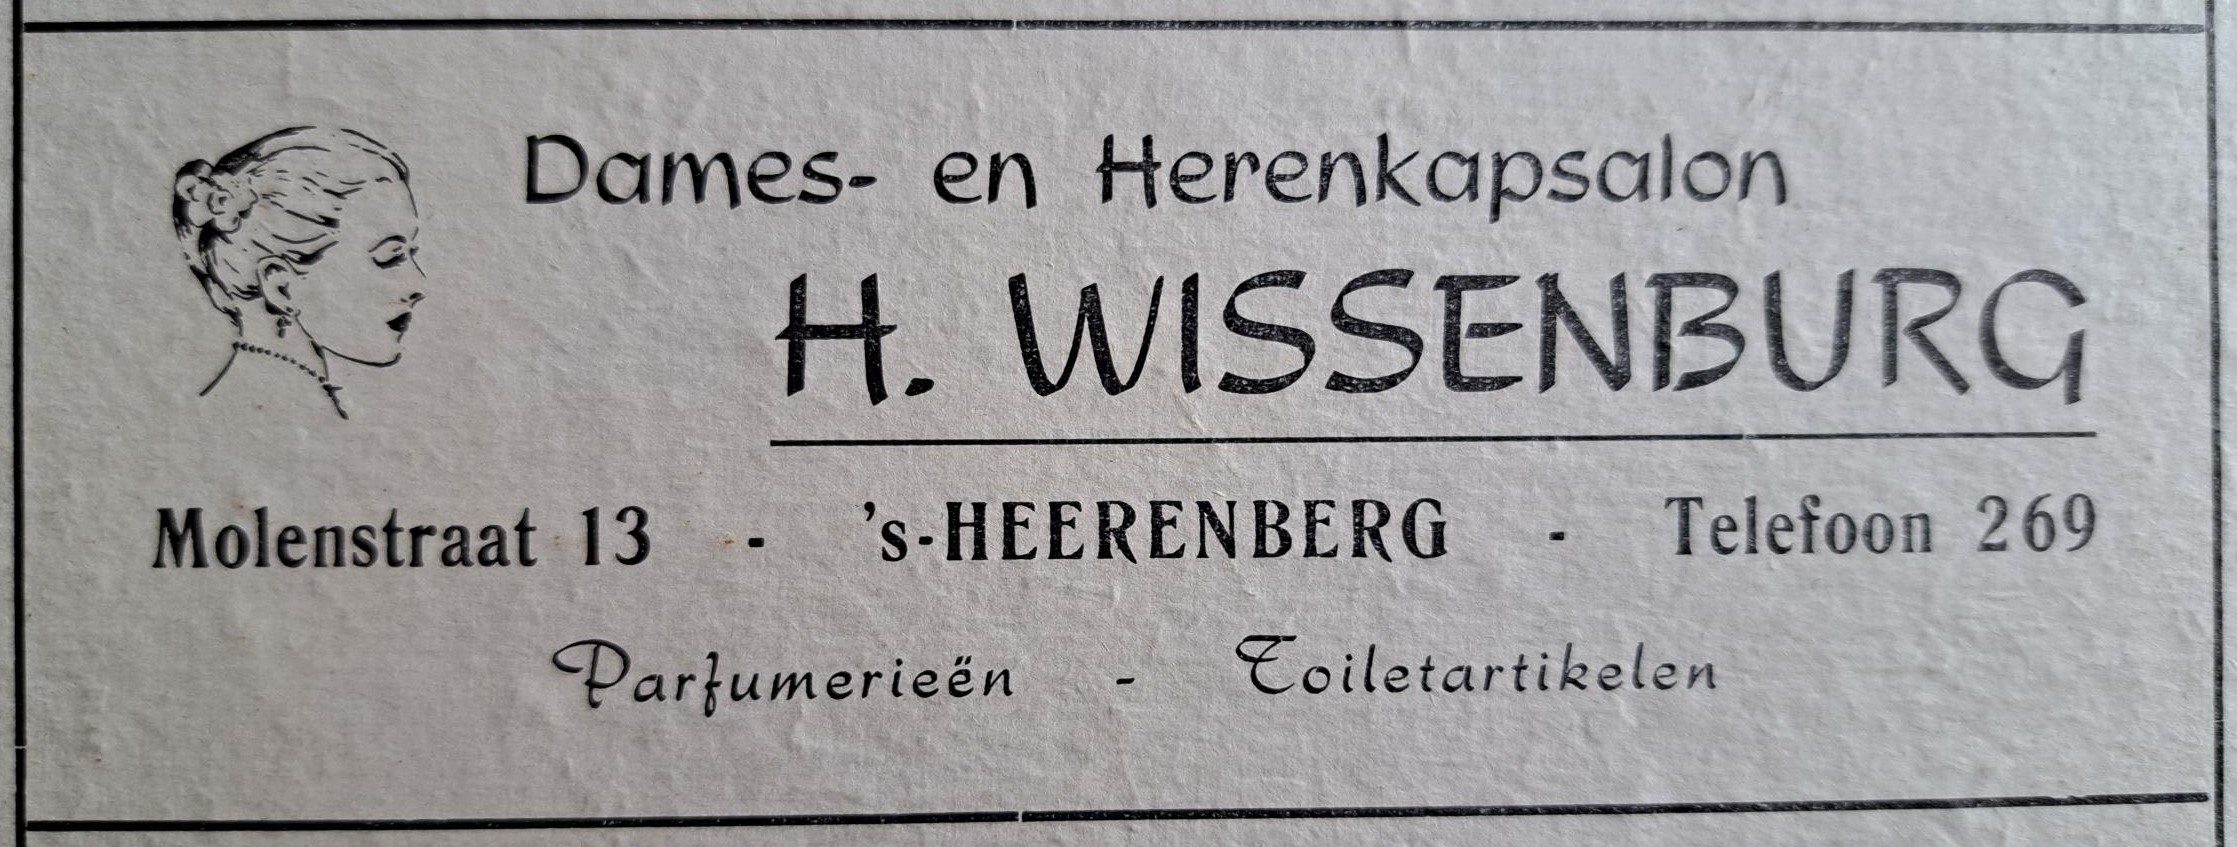 Dames- en Herenkapsalon
H. WISSENBURG
Molenstraat 13 - 's-HEERENBERG - Telefoon 269
Parfumerieën - Toiletartikelen